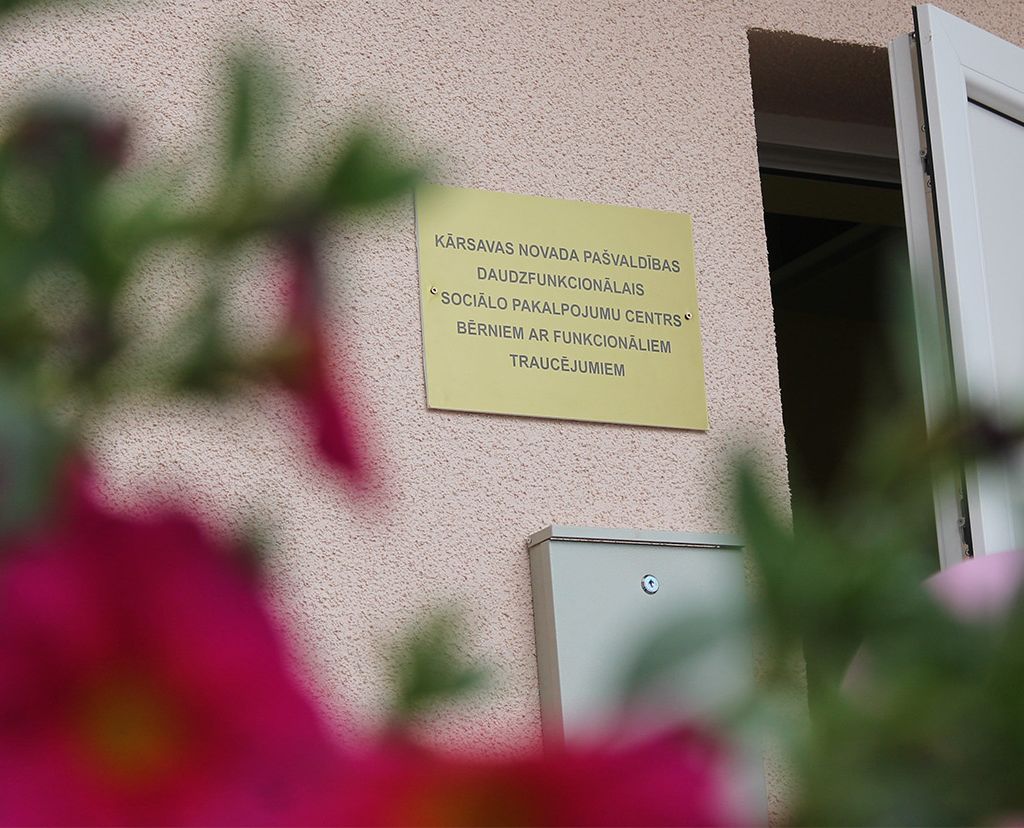 KĀRSAVAS NOVADA PAŠVALDĪBAS
DAUDZFUNKCIONĀLAIS
SOCIĀLO PAKALPOJUMU CENTRS
BĒRNIEM AR FUNKCIONĀLIEM
TRAUCĒJUMIEM